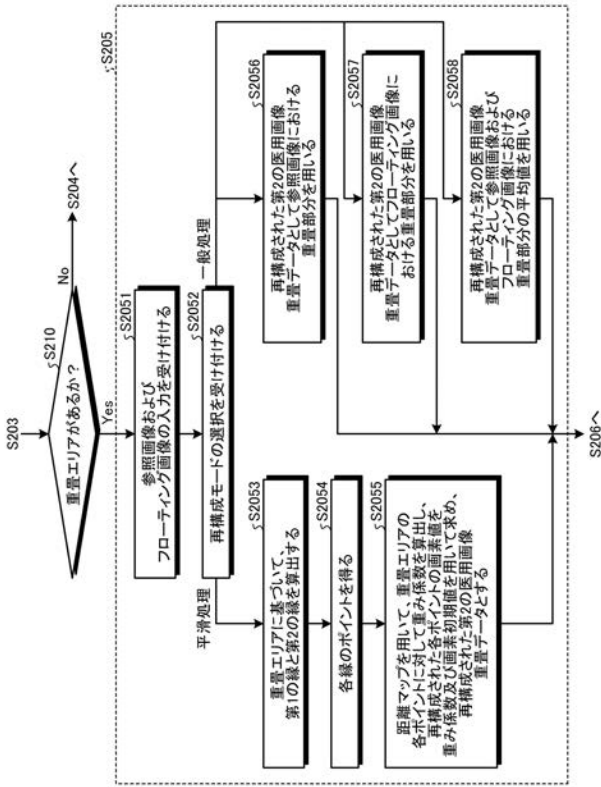 S203
S210
重畳エリアがあるか?
No
S204へ
Yes
S205
S2051
参照画像および
フローティング画像の入力を受け付ける
S2052
再構成モードの選択を受け付ける
平滑処理
一般処理
S2053
重畳エリアに基づいて、
第1の縁と第2の縁を算出する
S2054
各縁のポイントを得る
S2055
距離マップを用いて、重畳エリアの
各ポイントに対して重み係数を算出し、
再構成された各ポイントの画素値を
重み係数及び画素初期値を用いて求め、
再構成された第2の医用画像
重畳データとする
S2056
再構成された第2の医用画像
重畳データとして参照画像における
重畳部分を用いる
S2057
再構成された第2の医用画像
重畳データとしてフローティング画像に
おける重畳部分を用いる
S2058
再構成された第2の医用画像
重畳データとして参照画像および
フローティング画像における
重畳部分の平均値を用いる
S206へ